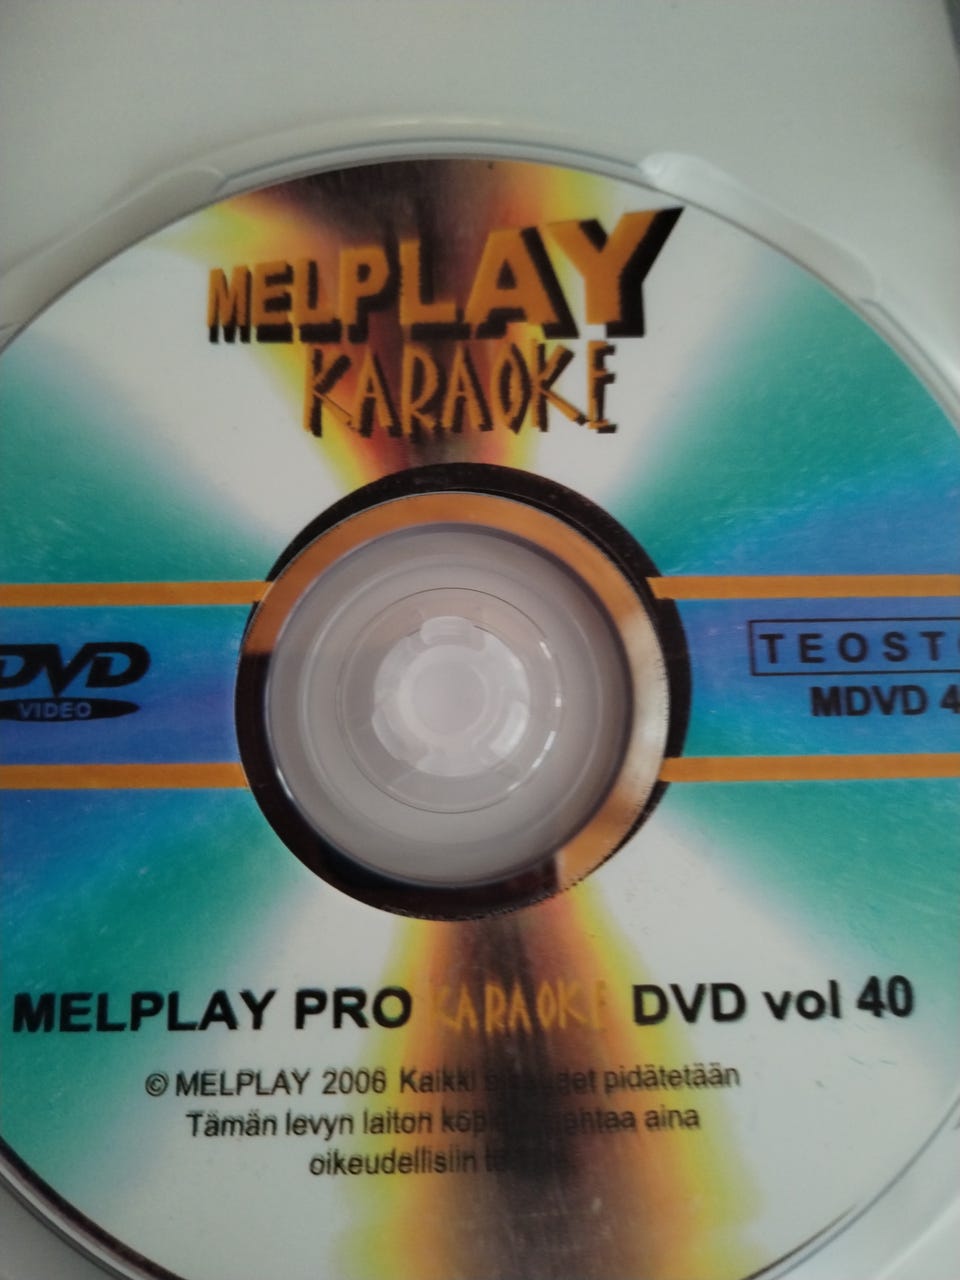 MELPLAY
KARAOKE
DVD
VIDEO
TEOSTO
MDVD 4
MELPLAY PRO KARAOKE DVD vol 40
© MELPLAY 2006 Kaikki pidätetään
Tämän levyn laiton aina
oikeudellisiin